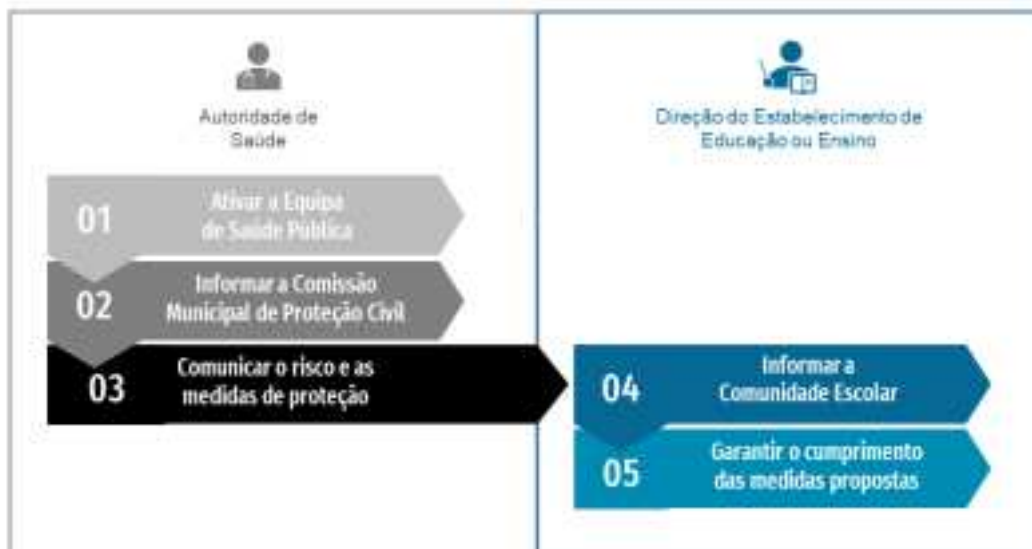 Autoridade de
Saúde
01
Ativar a Equipa
de Saúde Pública
02
Informar a Comissão
Municipal de Proteção Civil
03
Comunicar o risco e as
medidas de proteção
Direção do Estabelecimento de
Educação ou Ensino
04
Informar a
Comunidade Escolar
05
Garantir o cumprimento
das medidas propostas